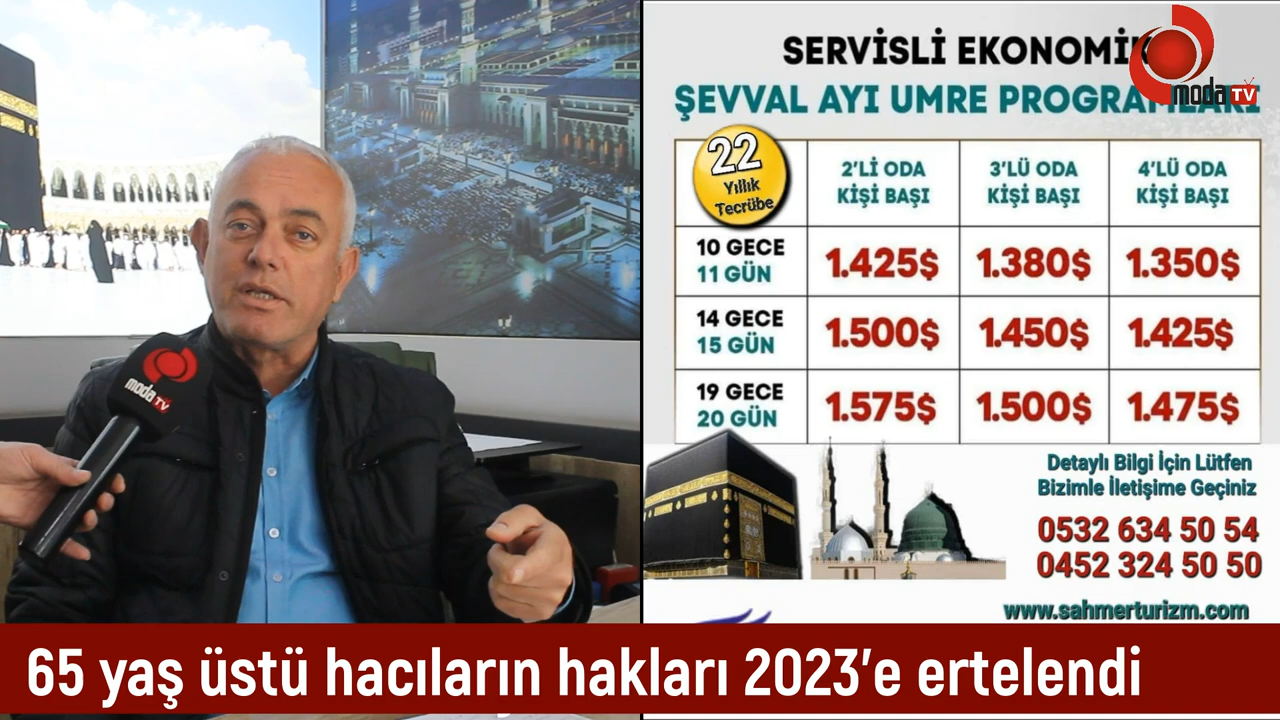 SERVİSLİ EKONOMİK
ŞEVVAL AYI UMRE PROGRAMLARI
moda TV
22
Yıllık
Tecrübe
2'Lİ ODA
KİŞİ BAŞI
3'LÜ ODA
KİŞİ BAŞI
4'LÜ ODA
KİŞİ BAŞI
10 GECE
11 GÜN
1.425$ 1.380$ 1.350$
14 GECE
15 GÜN
1.500$ 1.450$ 1.425$
19 GECE
20 GÜN
1.575$ 1.500$ 1.475$
Detaylı Bilgi İçin Lütfen
Bizimle İletişime Geçiniz
0532 634 50 54
0452 324 50 50
www.sahmerturizm.com
moda TV
65 yaş üstü hacıların hakları 2023'e ertelendi